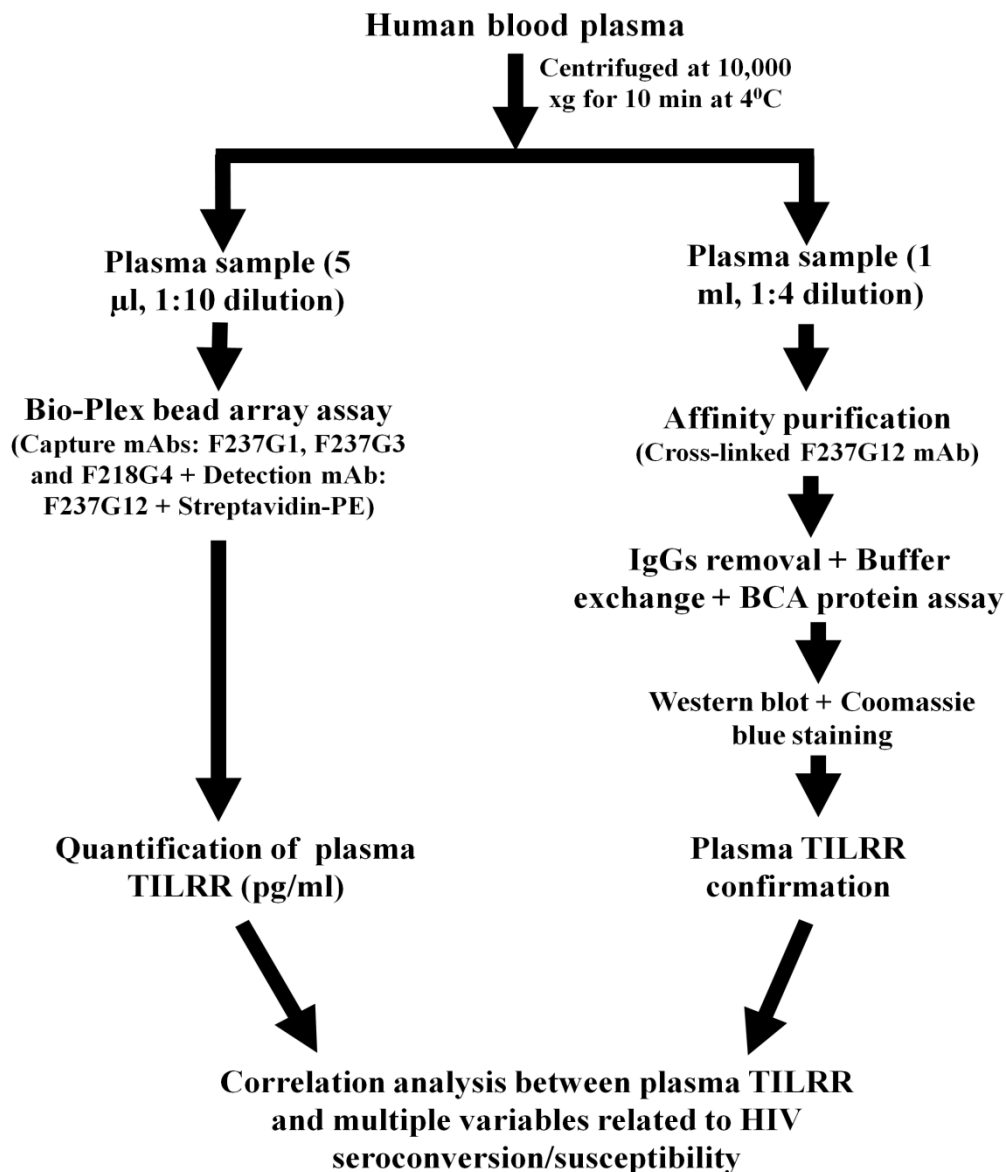 Human blood plasma
Centrifuged at 10,000
xg for 10 min at 4⁰C
Plasma sample (5
µl, 1:10 dilution)
Bio-Plex bead array assay
(Capture mAbs: F237G1, F237G3
and F218G4 + Detection mAb:
F237G12 + Streptavidin-PE)
Quantification of plasma
TILRR (pg/ml)
Plasma sample (1
ml, 1:4 dilution)
Affinity purification
(Cross-linked F237G12 mAb)
IgGs removal + Buffer
exchange + BCA protein assay
Western blot + Coomassie
blue staining
Plasma TILRR
confirmation
Correlation analysis between plasma TILRR
and multiple variables related to HIV
seroconversion/susceptibility